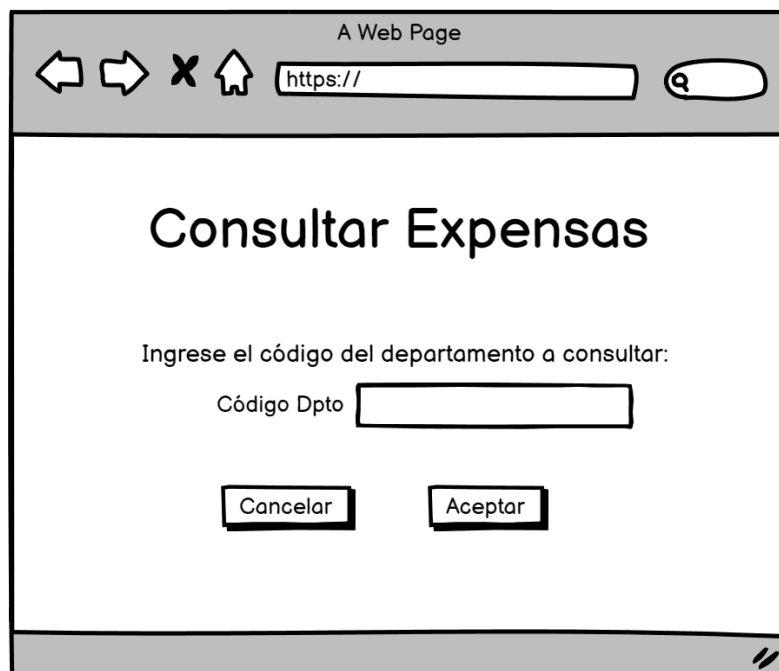 A Web Page
https://
Consultar Expensas
Ingrese el código del departamento a consultar:
Código Dpto
Cancelar
Aceptar